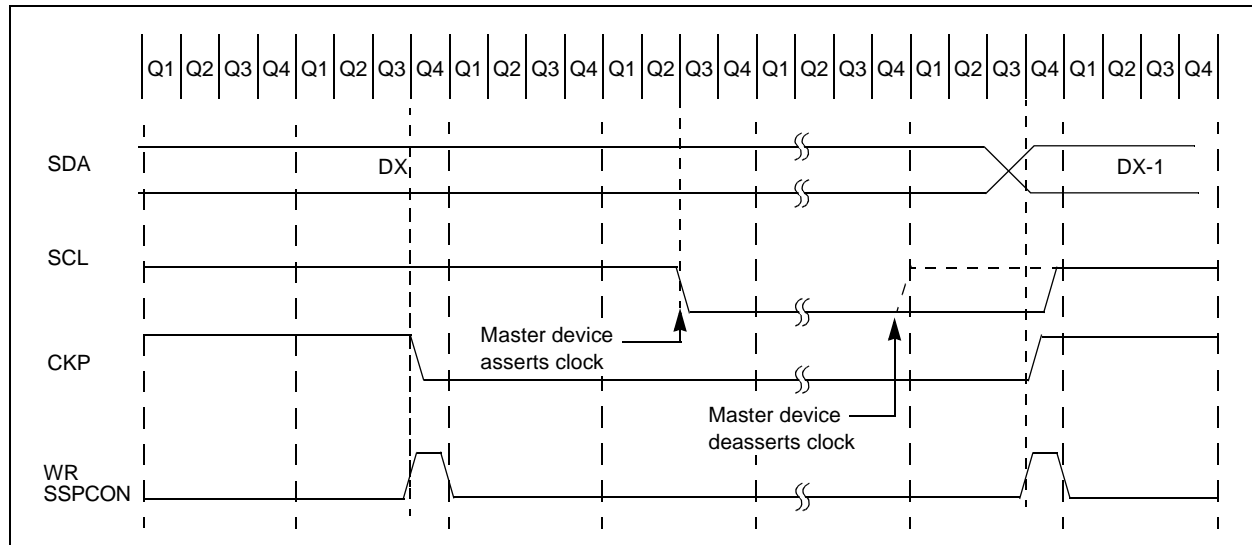 Q1 Q2 Q3 Q4 Q1 Q2 Q3 Q4 Q1 Q2 Q3 Q4 Q1 Q2 Q3 Q4 Q1 Q2 Q3 Q4 Q1 Q2 Q3 Q4 Q1 Q2 Q3 Q4
SDA
DX
DX-1
SCL
Master device
asserts clock
CKP
Master device
deasserts clock
WR
SSPCON